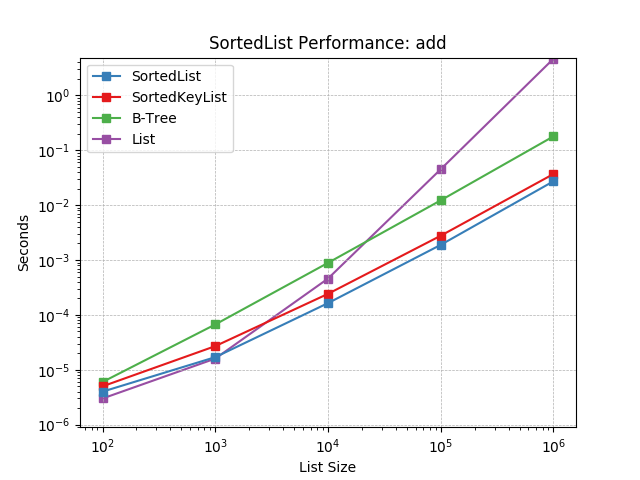 SortedList Performance: add
SortedList
SortedKeyList
B-Tree
List
10⁰
10⁻¹
10⁻²
10⁻³
10⁻⁴
10⁻⁵
10⁻⁶
Seconds
10² 10³ 10⁴ 10⁵ 10⁶
List Size